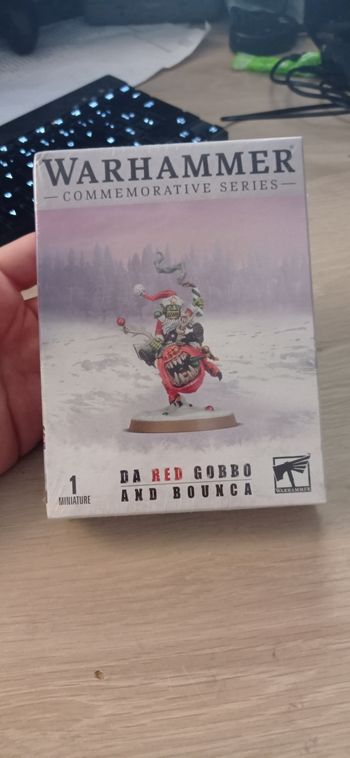 WARHAMMER
COMMEMORATIVE SERIES
1
MINIATURE
DA RED GOBBO
AND BOUNCA
WARHAMMER